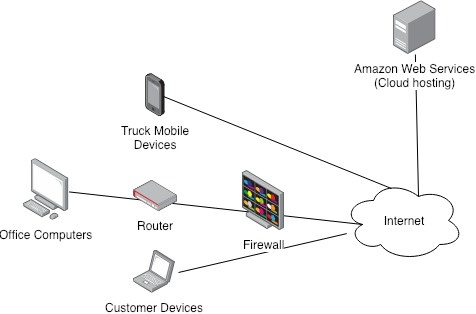 Amazon Web Services
(Cloud hosting)
Truck Mobile
Devices
Office Computers
Router
Firewall
Internet
Customer Devices